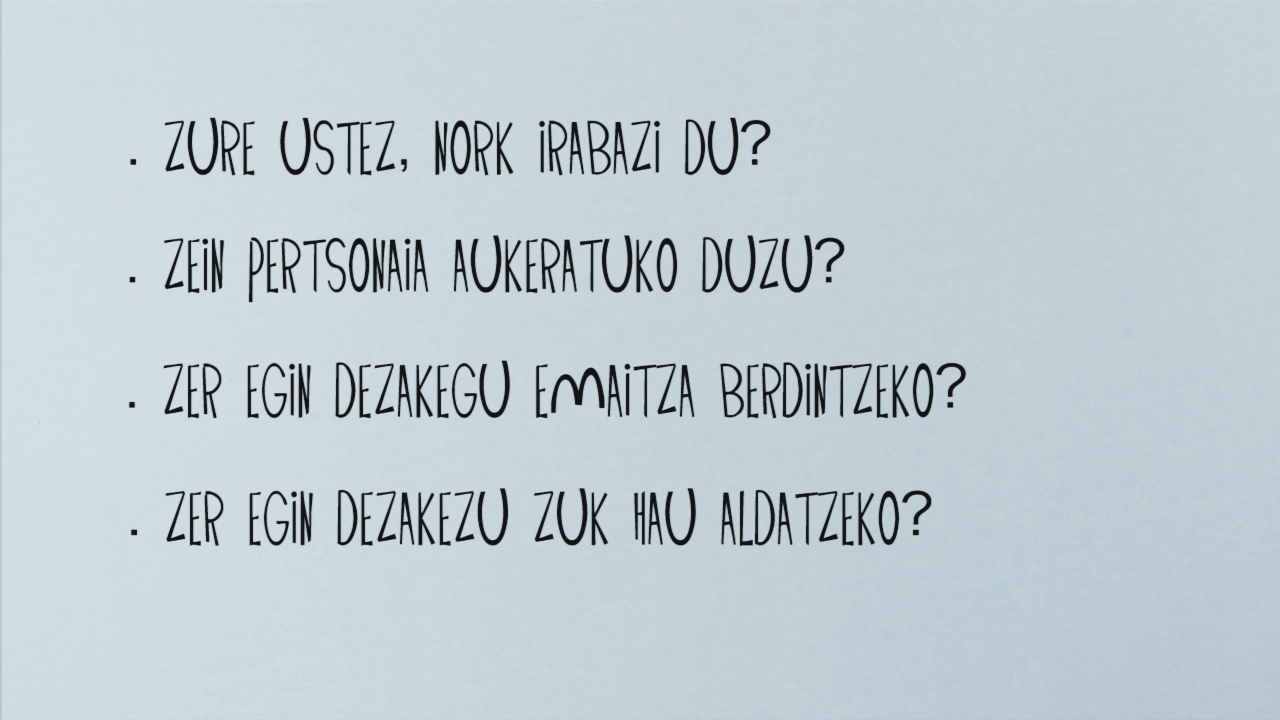 . ZURE USTEZ, NORK iRABAZi DU?
. ZEiN PERTSONAiA AUKERATUKO DUZU?
. ZER EGiN DEZAKEGU EMAiTZA BERDiNTZEKO?
. ZER EGiN DEZAKEZU ZUK HAU ALDATZEKO?